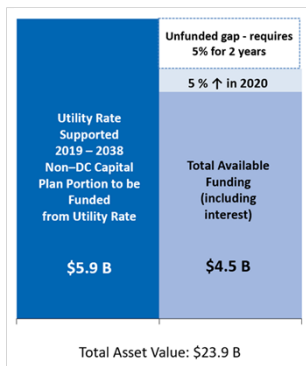 Unfunded gap - requires
5% for 2 years
5 % ↑ in 2020
Utility Rate
Supported
2019 – 2038
Non–DC Capital
Plan Portion to be
Funded
from Utility Rate
$5.9 B
Total Available
Funding
(including
interest)
$4.5 B
Total Asset Value: $23.9 B